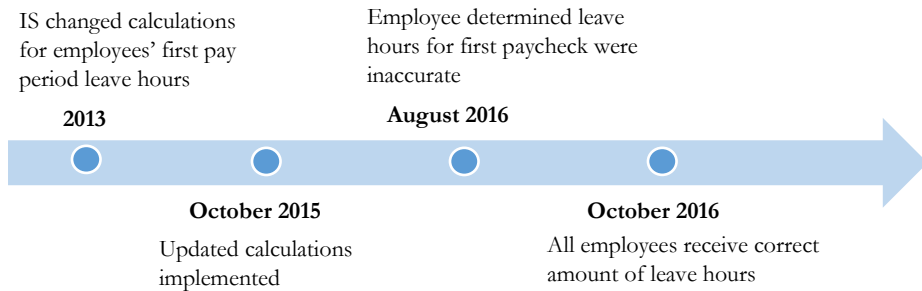 IS changed calculations
for employees’ first pay
period leave hours
2013
Employee determined leave
hours for first paycheck were
inaccurate
August 2016
October 2015
Updated calculations
implemented
October 2016
All employees receive correct
amount of leave hours